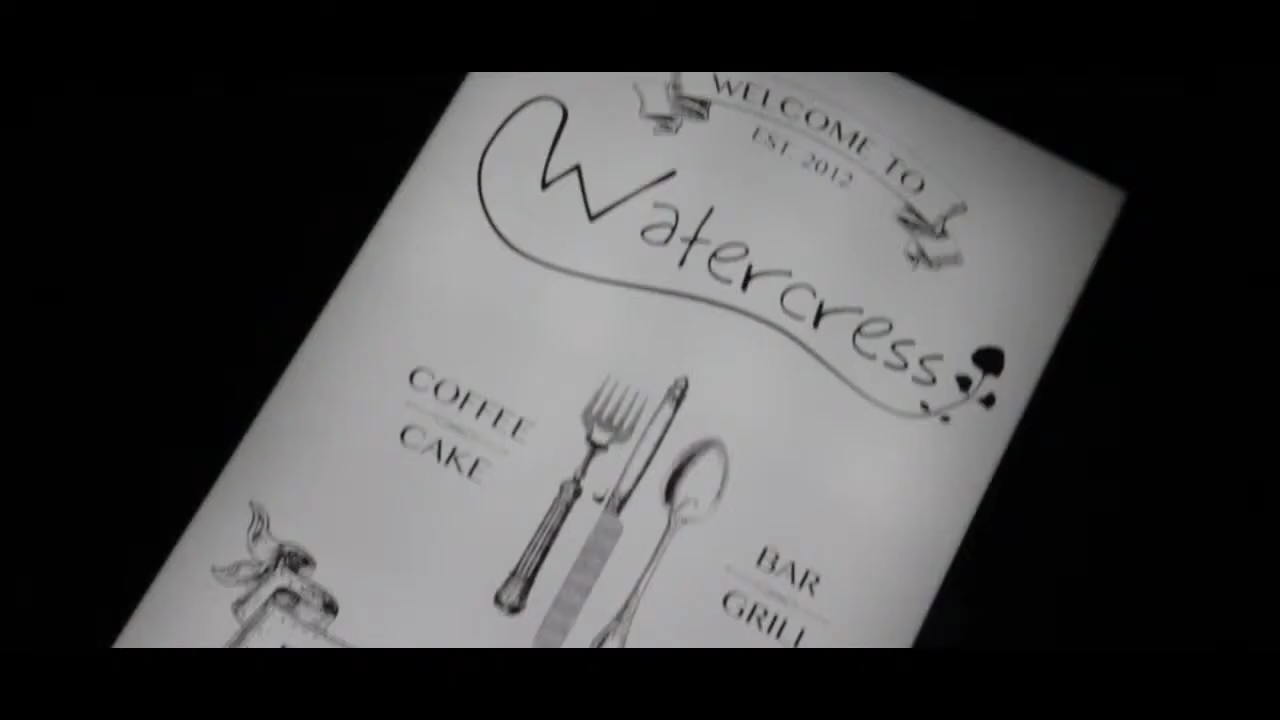 WELCOME TO
EST. 2012
Watercress
COFFEE
CAKE
BAR
GRILL